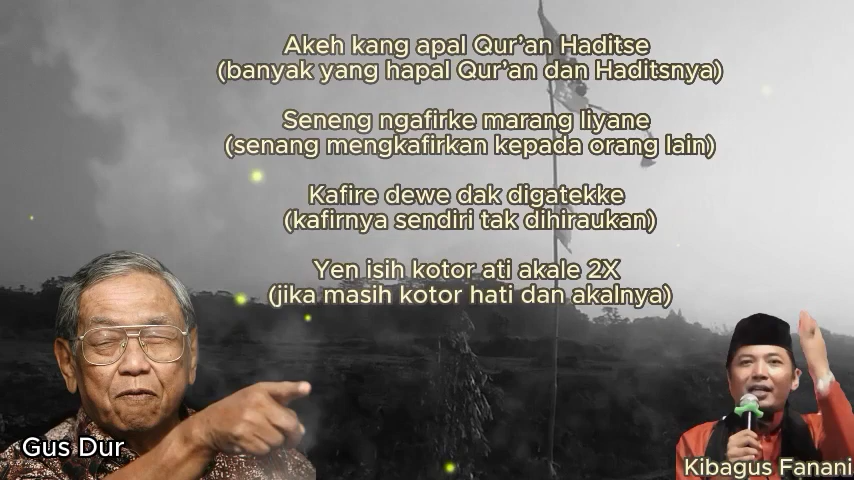 Akeh kang apal Qur'an Haditse
(banyak yang hapal Qur'an dan Haditsnya)
Seneng ngafirke marang liyane
(senang mengkafirkan kepada orang lain)
Kafire dewe dak digatekke
(kafirnya sendiri tak dihiraukan)
Yen isih kotor ati akale 2X
(jika masih kotor hati dan akalnya)
Gus Dur
Kibagus Fanani